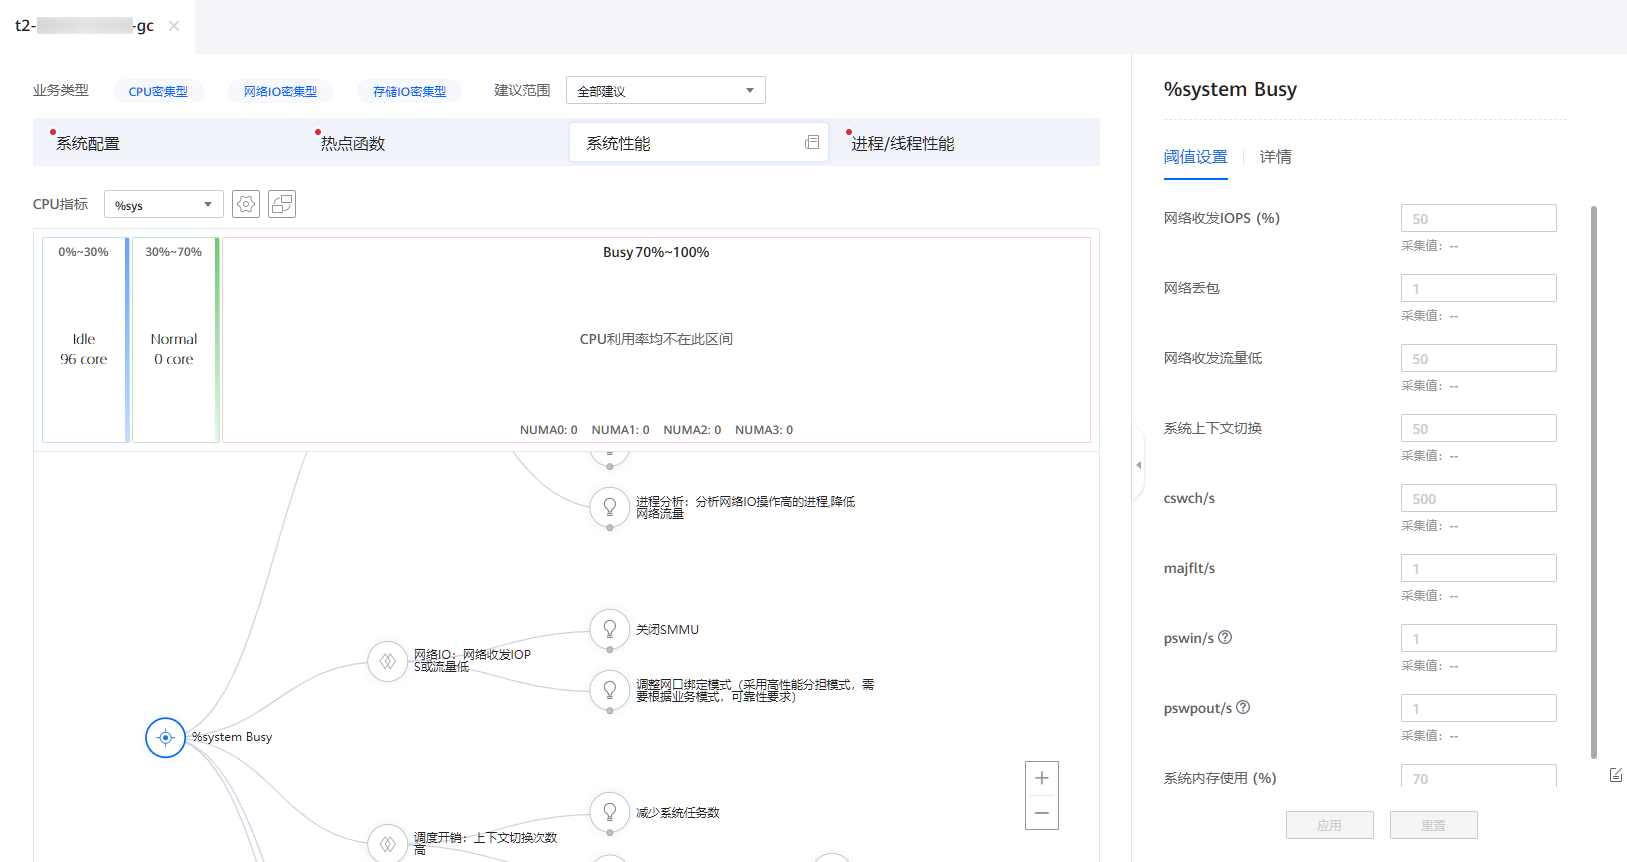 t2-
-gc
业务类型
CPU密集型
网络IO密集型
存储IO密集型
建议范围
全部建议
系统配置
热点函数
系统性能
进程/线程性能
CPU指标
%sys
0%~30%
30%~70%
Busy 70%~100%
Idle
96 core
Normal
0 core
CPU利用率均不在此区间
NUMA0: 0 NUMA1: 0 NUMA2: 0 NUMA3: 0
进程分析：分析网络IO操作高的进程,降低
网络流量
关闭SMMU
网络IO：网络收发IOP
S或流量低
调整网口绑定模式（采用高性能分担模式，需
要根据业务模式，可靠性要求）
%system Busy
减少系统任务数
调度开销：上下文切换次数
高
%system Busy
阈值设置
详情
网络收发IOPS (%)
50
采集值： --
网络丢包
1
采集值： --
网络收发流量低
50
采集值： --
系统上下文切换
50
采集值： --
cswch/s
500
采集值： --
majflt/s
1
采集值： --
pswin/s
1
采集值： --
pswpout/s
1
采集值： --
系统内存使用 (%)
70
应用
重置